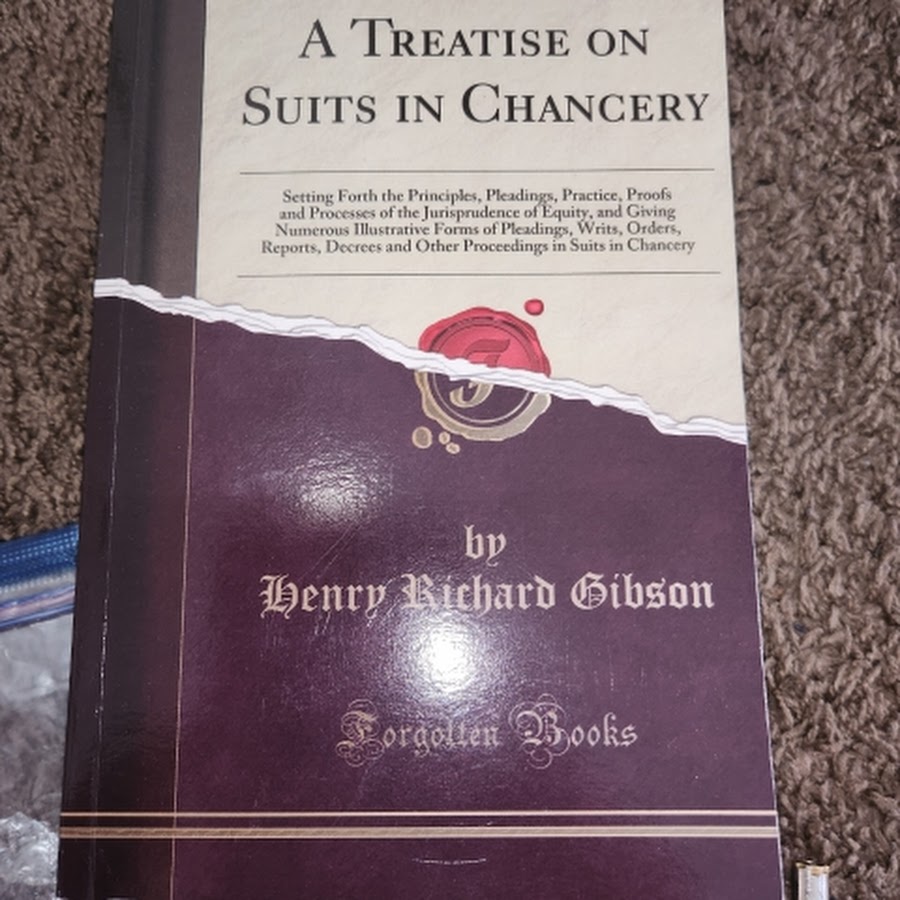 A Treatise on
Suits in Chancery
Setting Forth the Principles, Pleadings, Practice, Proofs
and Processes of the Jurisprudence of Equity, and Giving
Numerous Illustrative Forms of Pleadings, Writs, Orders,
Reports, Decrees and Other Proceedings in Suits in Chancery
by
Henry Richard Gibson
Forgotten Books